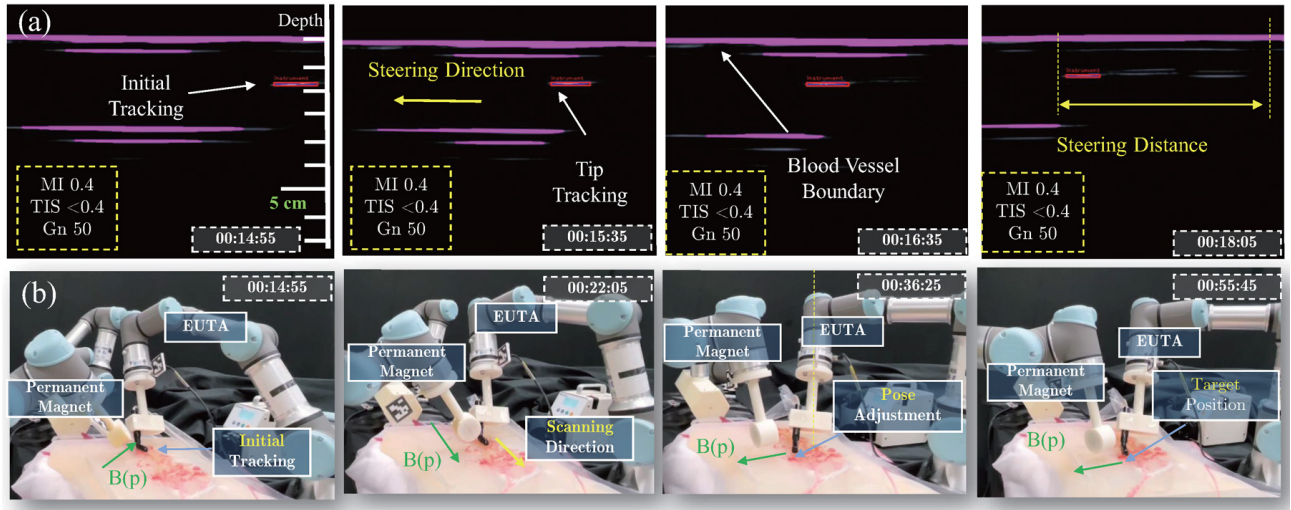 (a)
Depth
Initial
Tracking
MI 0.4
TIS <0.4
Gn 50
5 cm
00:14:55
Steering Direction
Instrument
Tip
Tracking
MI 0.4
TIS <0.4
Gn 50
00:15:35
Instrument
Blood Vessel
Boundary
MI 0.4
TIS <0.4
Gn 50
00:16:35
Instrument
Steering Distance
MI 0.4
TIS <0.4
Gn 50
00:18:05
(b)
00:14:55
EUTA
Permanent
Magnet
Initial
Tracking
B(p)
00:22:05
EUTA
Permanent
Magnet
Scanning
Direction
B(p)
00:36:25
EUTA
Permanent
Magnet
Pose
Adjustment
B(p)
00:55:45
EUTA
Permanent
Magnet
Target
Position
B(p)